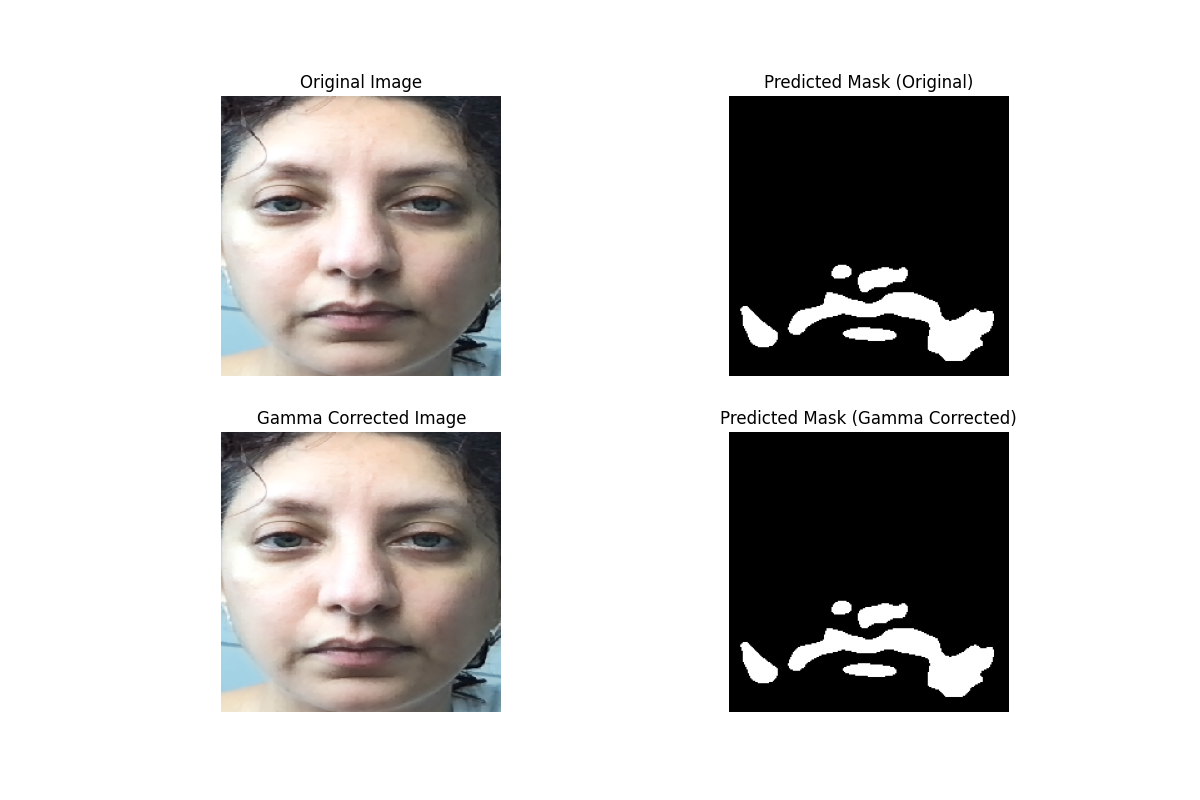 Original Image
Predicted Mask (Original)
Gamma Corrected Image
Predicted Mask (Gamma Corrected)